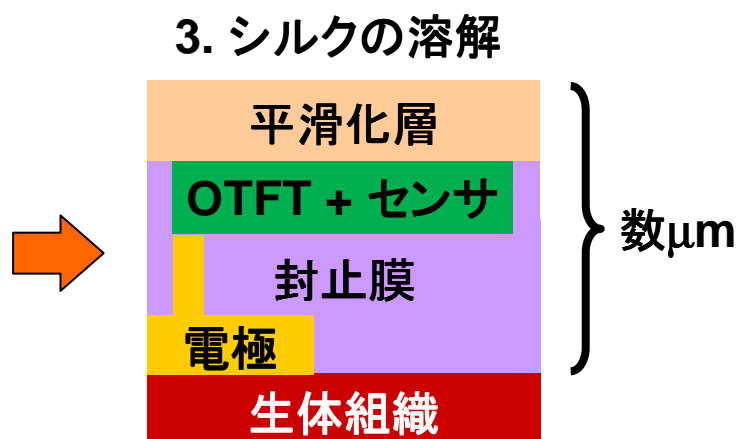 3. シルクの溶解
平滑化層
OTFT + センサ
封止膜
電極
生体組織
数μm